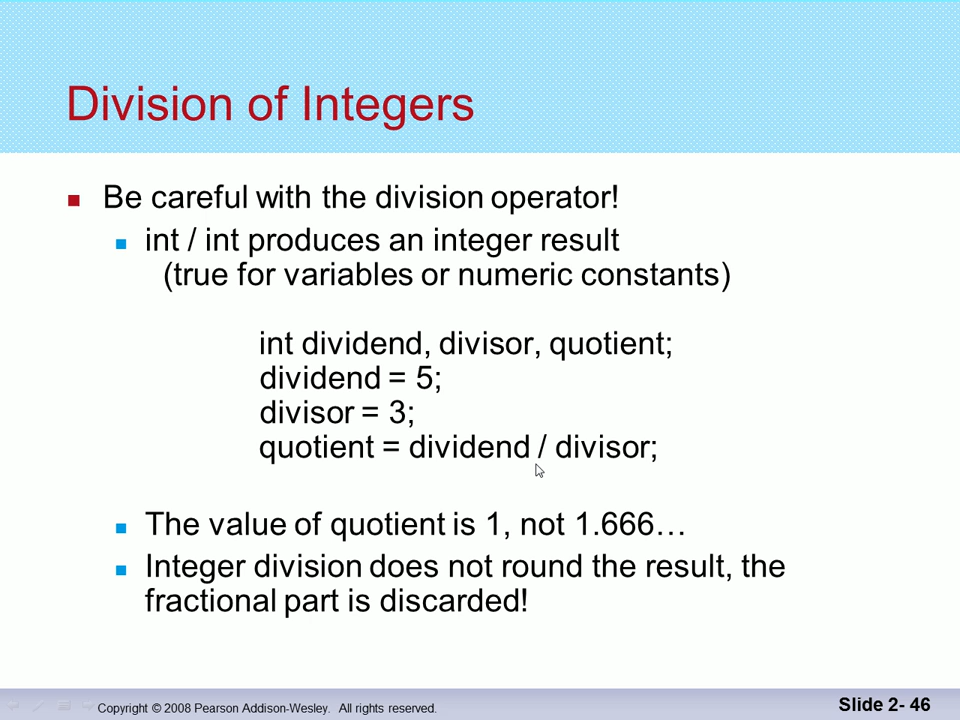 Division of Integers
Be careful with the division operator!
int / int produces an integer result
(true for variables or numeric constants)
int dividend, divisor, quotient;
dividend = 5;
divisor = 3;
quotient = dividend / divisor;
The value of quotient is 1, not 1.666…
Integer division does not round the result, the
fractional part is discarded!
Copyright © 2008 Pearson Addison-Wesley. All rights reserved.
Slide 2- 46